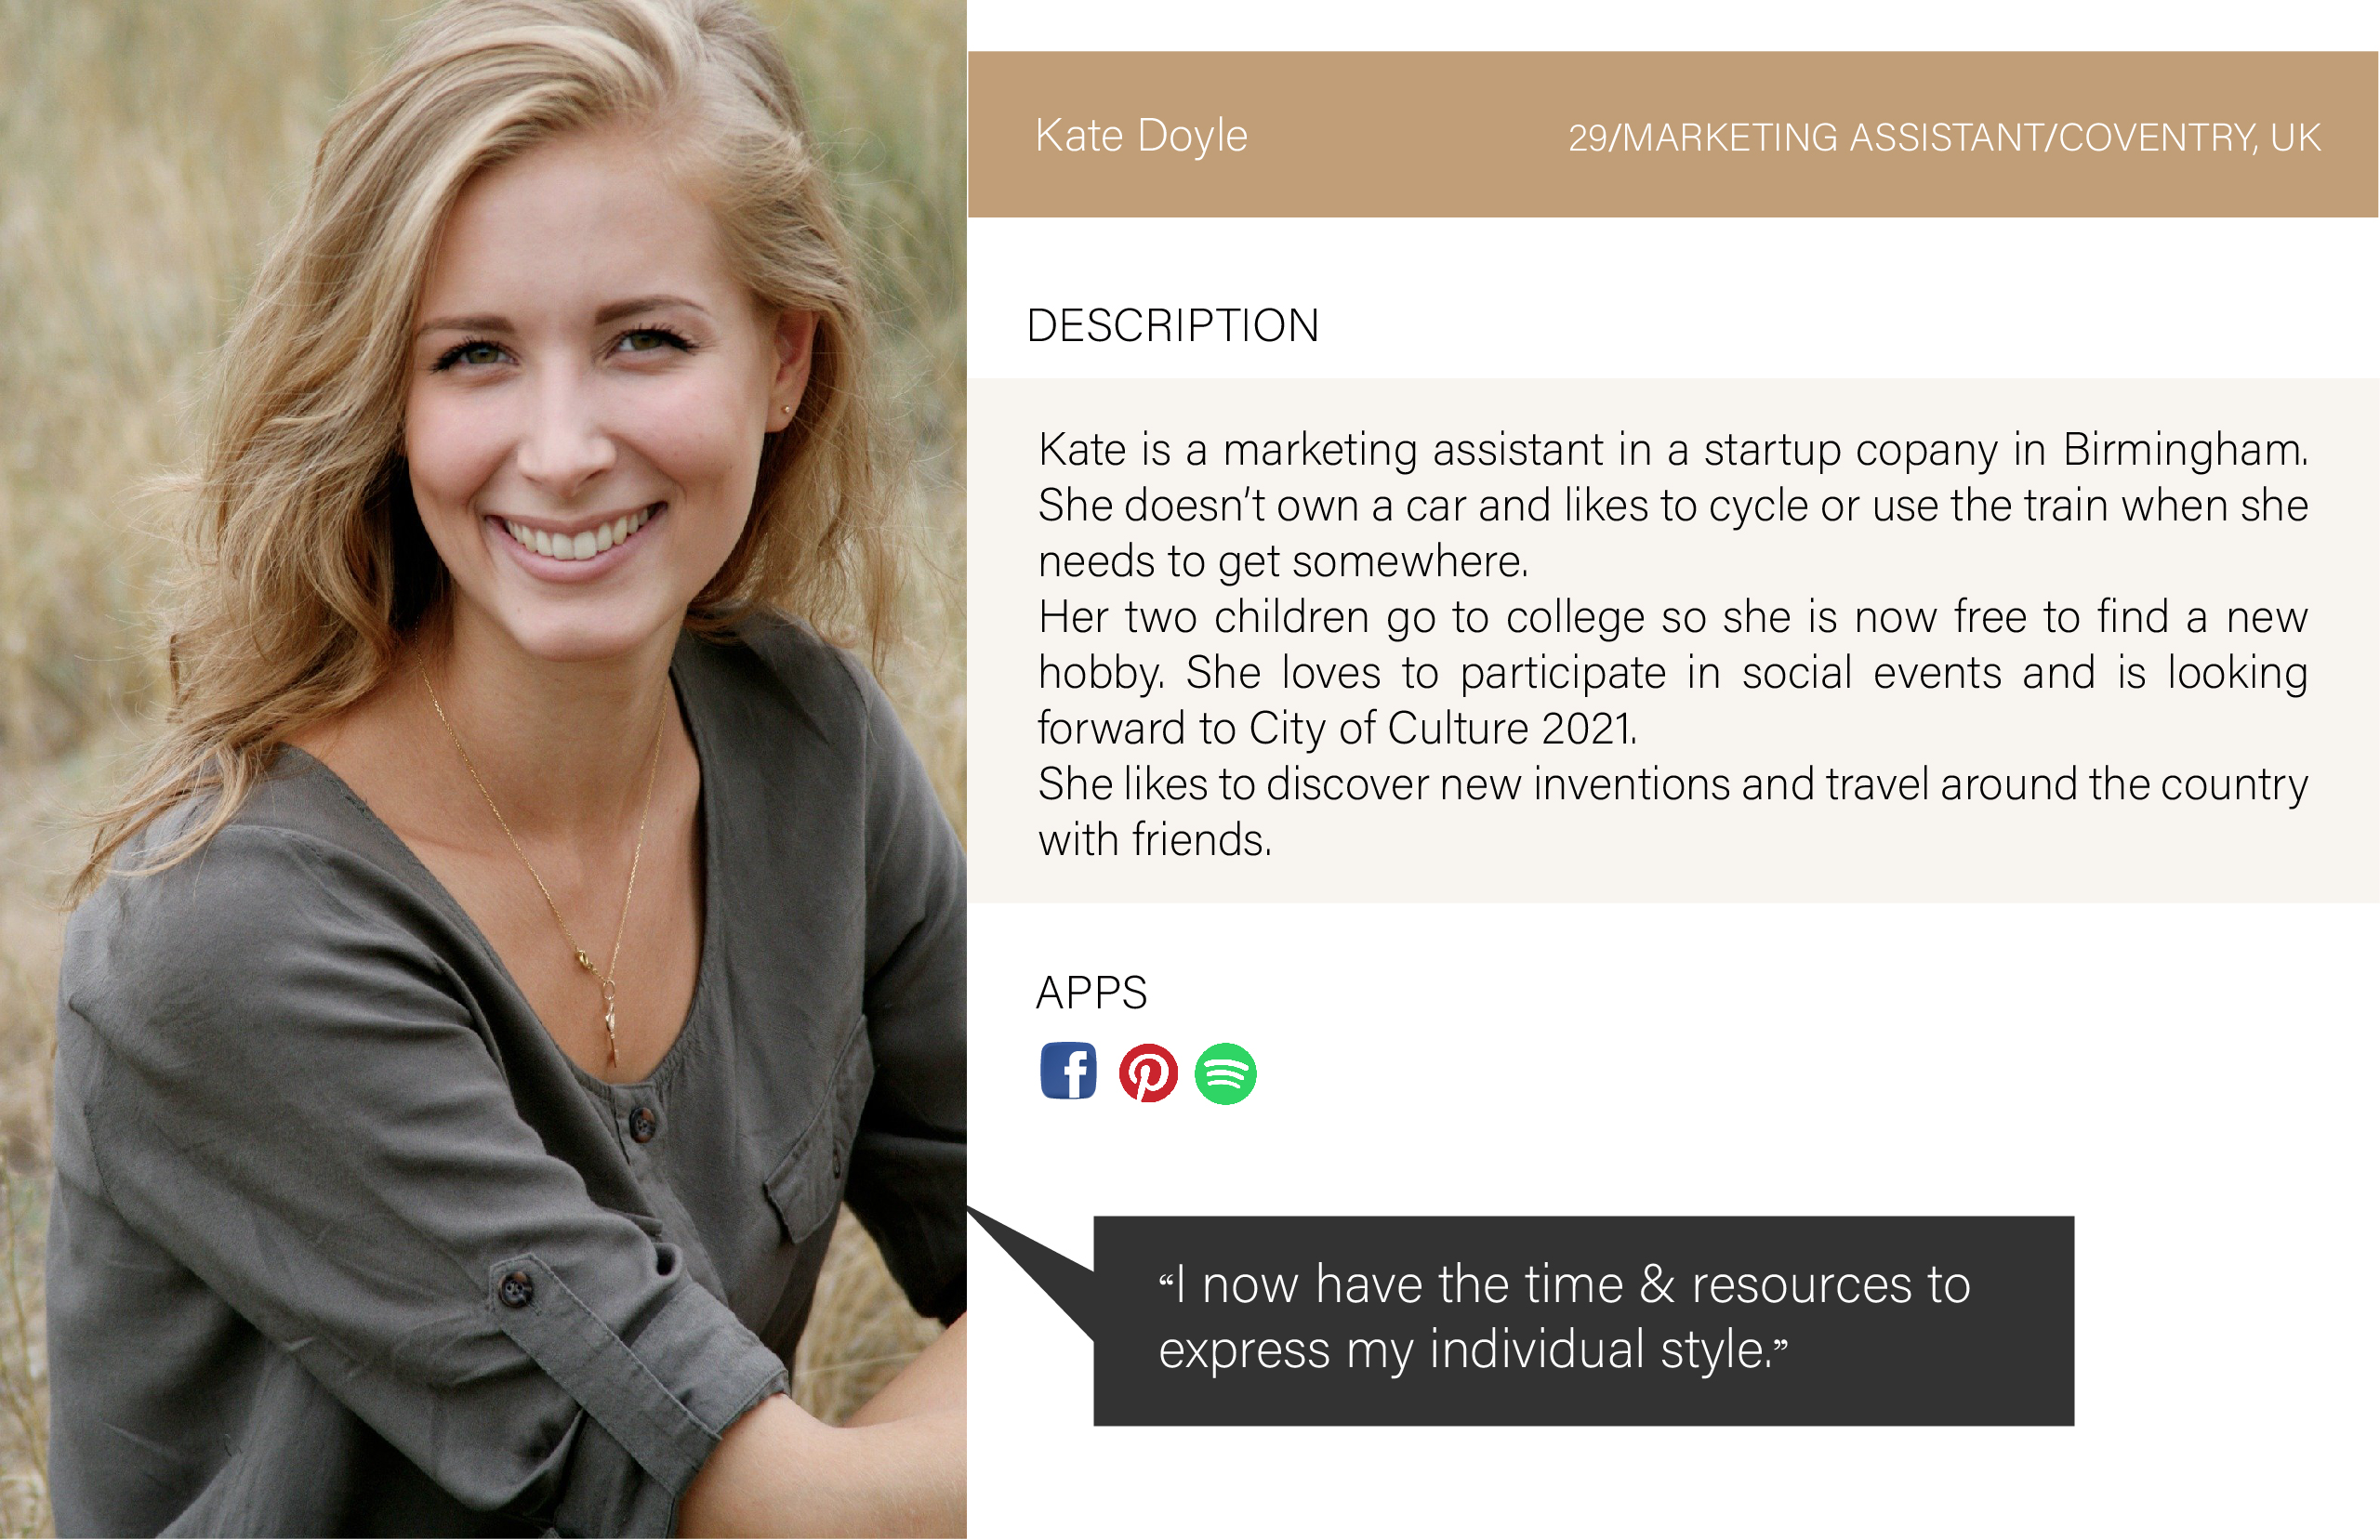 Kate Doyle
29/MARKETING ASSISTANT/COVENTRY, UK
DESCRIPTION
Kate is a marketing assistant in a startup copany in Birmingham.
She doesn’t own a car and likes to cycle or use the train when she
needs to get somewhere.
Her two children go to college so she is now free to find a new
hobby. She loves to participate in social events and is looking
forward to City of Culture 2021.
She likes to discover new inventions and travel around the country
with friends.
APPS
“I now have the time & resources to
express my individual style.”